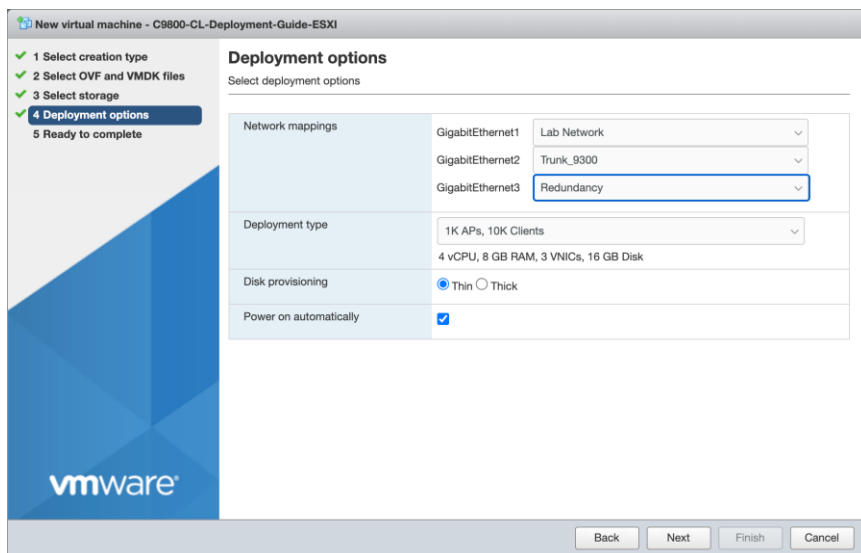 New virtual machine - C9800-CL-Deployment-Guide-ESXI
1 Select creation type
2 Select OVF and VMDK files
3 Select storage
4 Deployment options
5 Ready to complete
vmware®
Deployment options
Select deployment options
Network mappings
GigabitEthernet1 Lab Network
GigabitEthernet2 Trunk_9300
GigabitEthernet3 Redundancy
Deployment type
1K APs, 10K Clients
4 vCPU, 8 GB RAM, 3 VNICs, 16 GB Disk
Disk provisioning
Thin Thick
Power on automatically
Back Next Finish Cancel